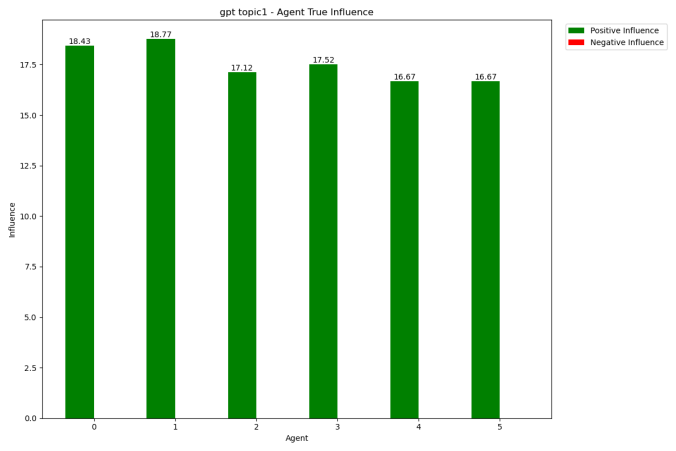 gpt topic1 - Agent True Influence
Positive Influence
Negative Influence
18.43
18.77
17.12
17.52
16.67
16.67
17.5
15.0
12.5
10.0
7.5
5.0
2.5
0.0
Influence
0 1 2 3 4 5
Agent